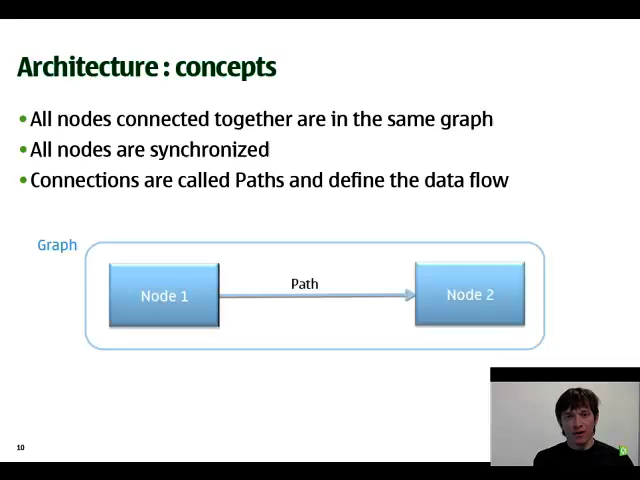 Architecture : concepts
•All nodes connected together are in the same graph
•All nodes are synchronized
•Connections are called Paths and define the data flow
Graph
Path
Node 1
Node 2
10